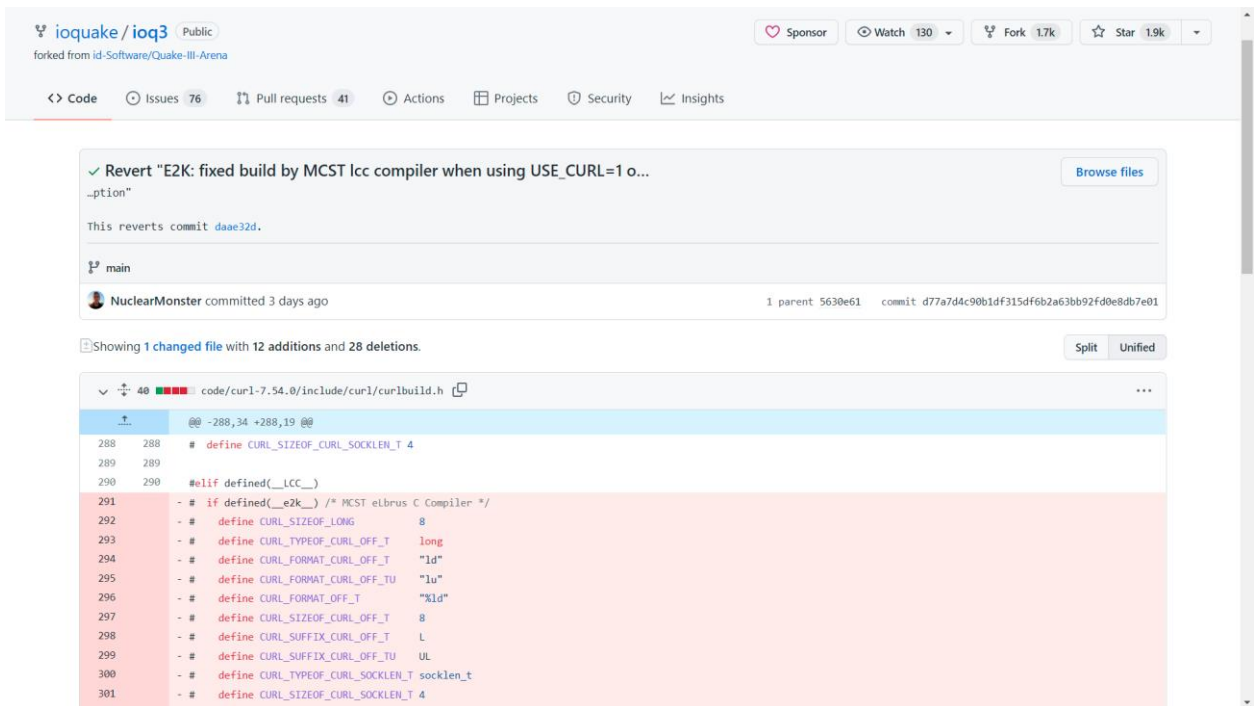 ioquake / ioq3 Public
Sponsor Watch 130 Fork 1.7k Star 1.9k
forked from id-Software/Quake-III-Arena
<> Code Issues 76 Pull requests 41 Actions Projects Security Insights
Revert "E2K: fixed build by MCST lcc compiler when using USE_CURL=1 o...
Browse files
…ption"
This reverts commit daae32d.
main
NuclearMonster committed 3 days ago
1 parent 5630e61 commit d77a7d4c90b1df315df6b2a63bb92fd0e8db7e01
Showing 1 changed file with 12 additions and 28 deletions.
Split Unified
40 code/curl-7.54.0/include/curl/curlbuild.h ...
@@ -288,34 +288,19 @@
288 288 # define CURL_SIZEOF_CURL_SOCKLEN_T 4
289 289
290 290 #elif defined(__LCC__)
291 - # if defined(__e2k__) /* MCST eLbrus C Compiler */
292 - # define CURL_SIZEOF_LONG 8
293 - # define CURL_TYPEOF_CURL_OFF_T long
294 - # define CURL_FORMAT_CURL_OFF_T "ld"
295 - # define CURL_FORMAT_CURL_OFF_TU "lu"
296 - # define CURL_FORMAT_OFF_T "%ld"
297 - # define CURL_SIZEOF_CURL_OFF_T 8
298 - # define CURL_SUFFIX_CURL_OFF_T L
299 - # define CURL_SUFFIX_CURL_OFF_TU UL
300 - # define CURL_TYPEOF_CURL_SOCKLEN_T socklen_t
301 - # define CURL_SIZEOF_CURL_SOCKLEN_T 4